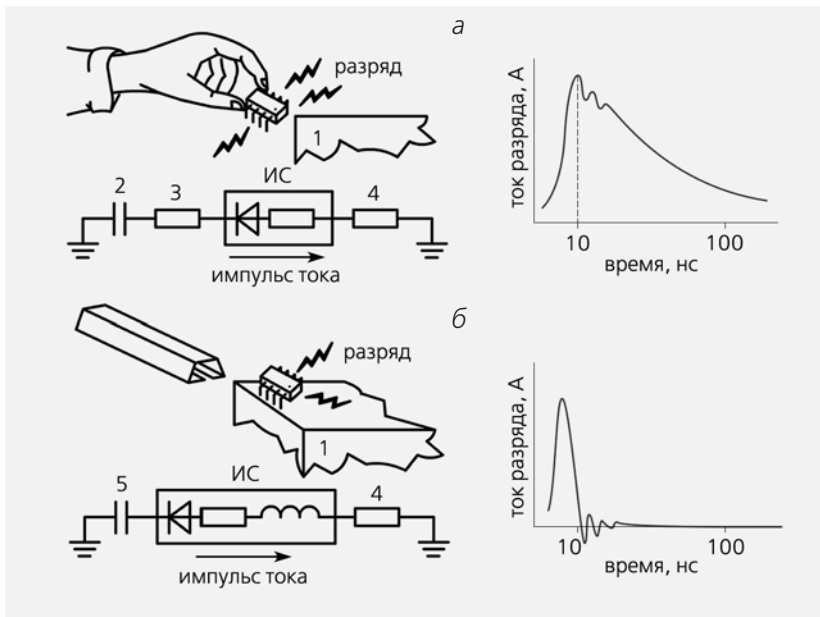 а
разряд
1
ИС
2
3
4
импульс тока
ток разряда, А
10
100
время, нс
б
разряд
1
ИС
5
4
импульс тока
ток разряда, А
10
100
время, нс